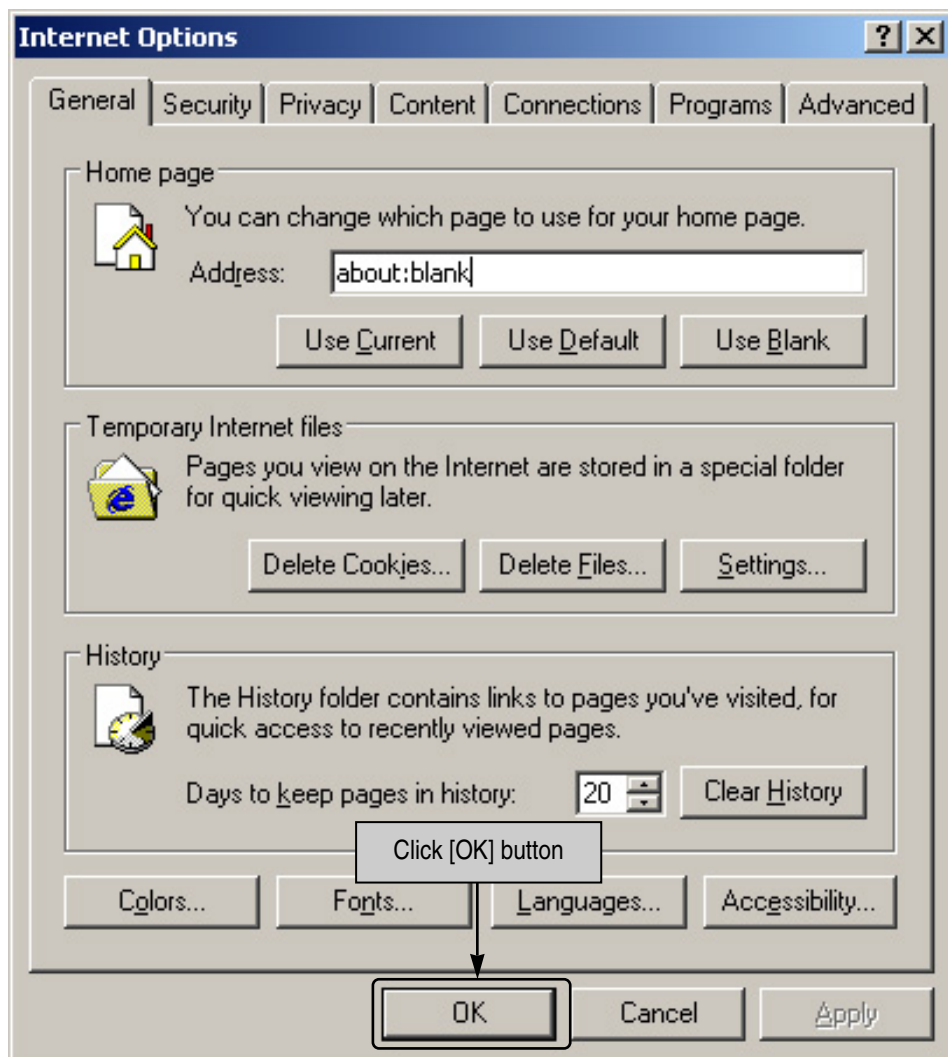 Internet Options
General Security Privacy Content Connections Programs Advanced
Home page
You can change which page to use for your home page.
Address: about:blank
Use Current Use Default Use Blank
Temporary Internet files
Pages you view on the Internet are stored in a special folder
for quick viewing later.
Delete Cookies... Delete Files... Settings...
History
The History folder contains links to pages you've visited, for
quick access to recently viewed pages.
Days to keep pages in history: 20 Clear History
Click [OK] button
Colors... Fonts... Languages... Accessibility...
OK Cancel Apply